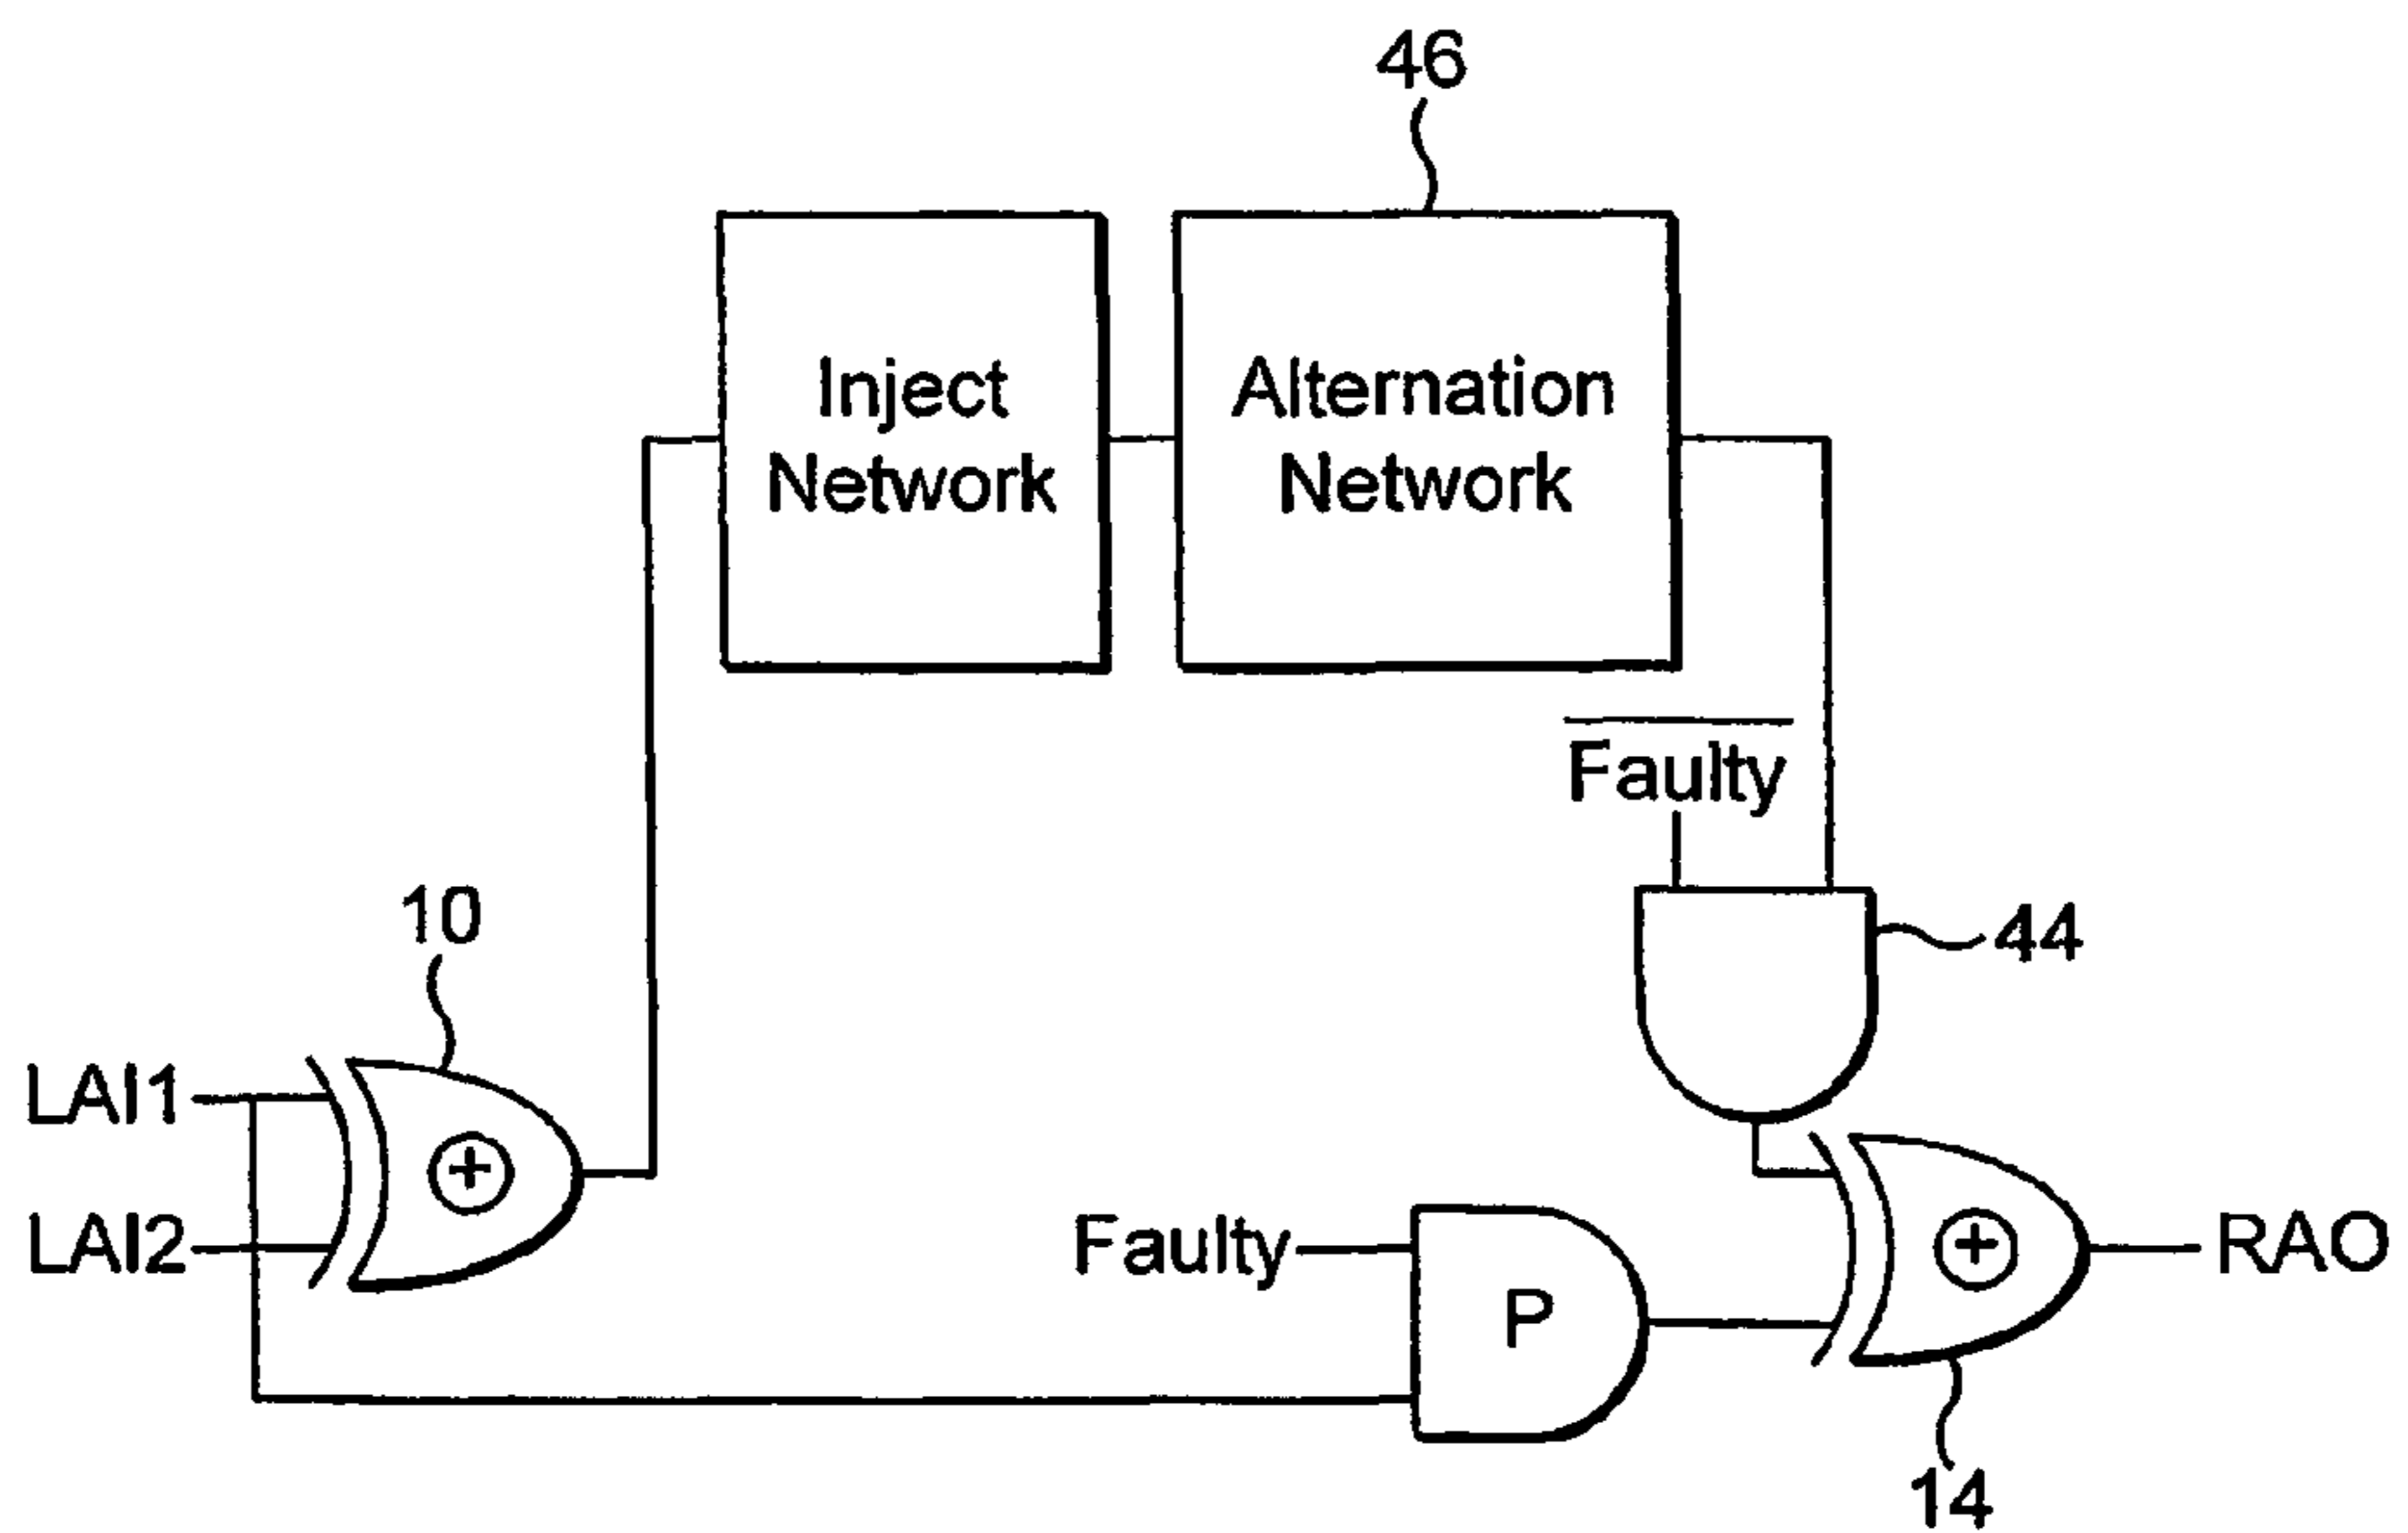 46
Inject
Network
Alternation
Network
Faulty
10
44
LAI1
+
LAI2
Faulty
P
+
RAO
14